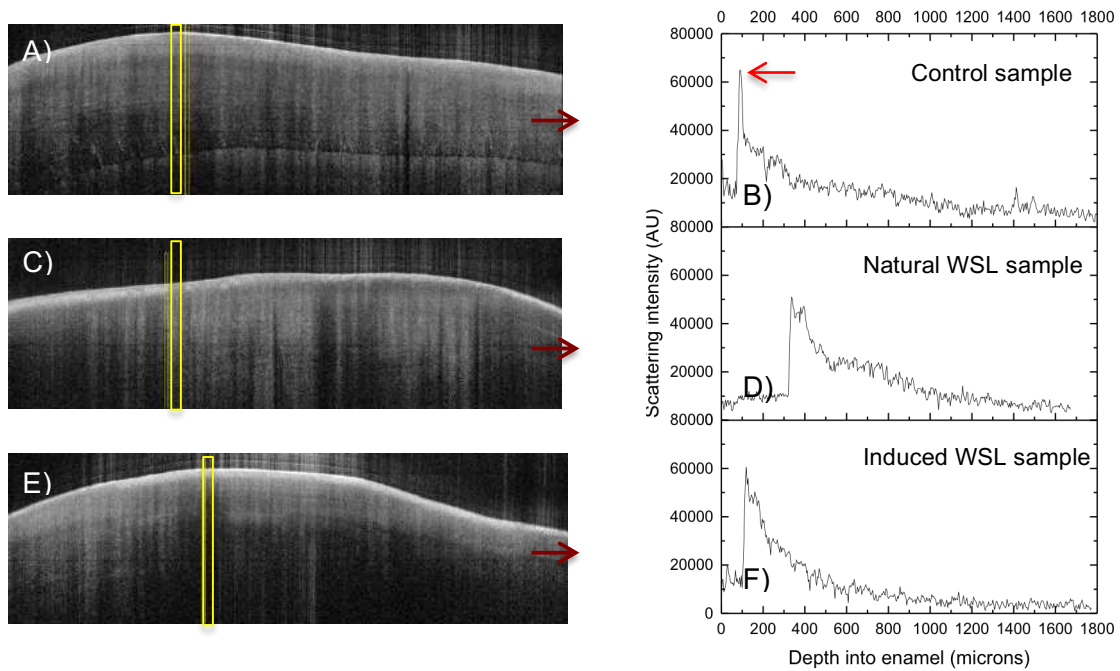 A)
C)
E)
0 200 400 600 800 1000 1200 1400 1600 1800
80000
60000
40000
20000
80000
60000
40000
20000
80000
60000
40000
20000
0
Control sample
B)
Natural WSL sample
D)
Induced WSL sample
F)
Scattering intensity (AU)
0 200 400 600 800 1000 1200 1400 1600 1800
Depth into enamel (microns)